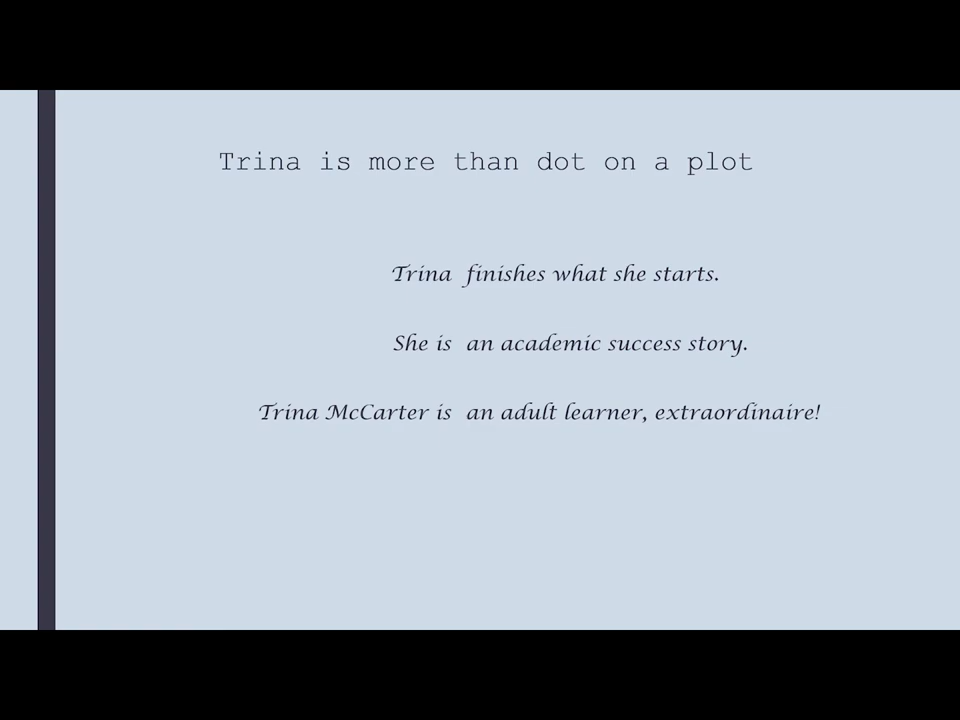 Trina is more than dot on a plot
Trina finishes what she starts.
She is an academic success story.
Trina McCarter is an adult learner, extraordinaire!